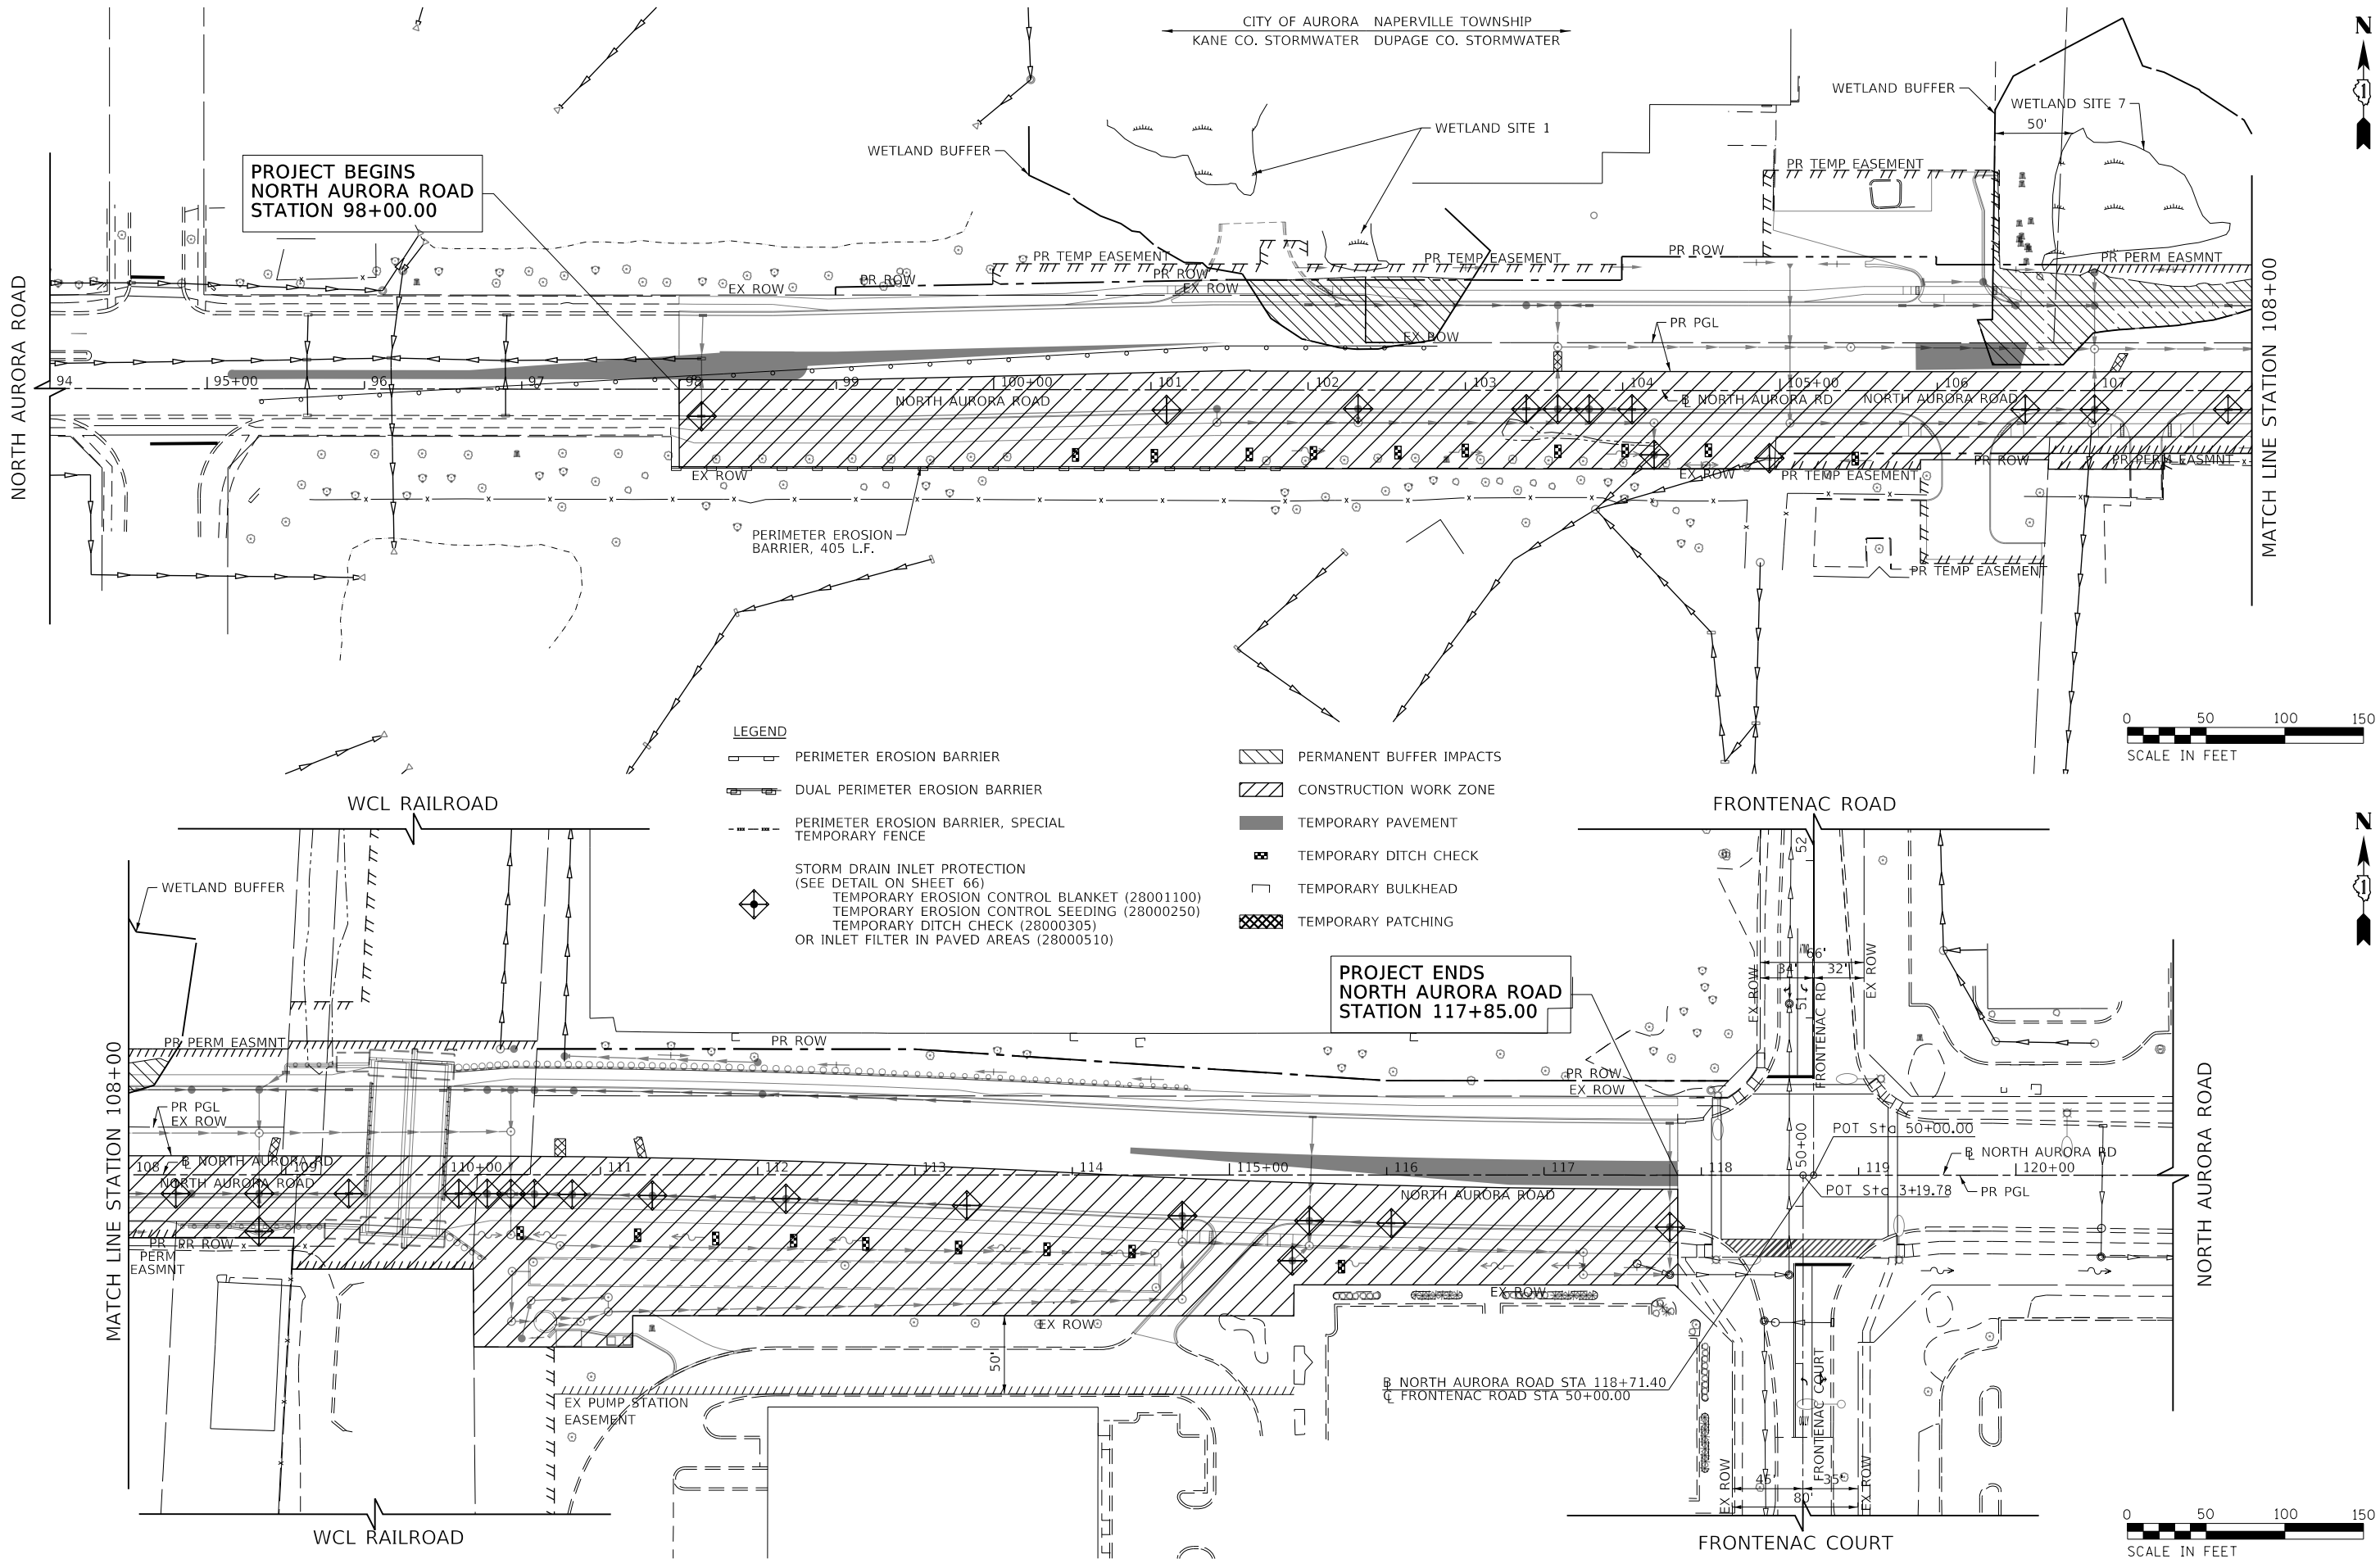 CITY OF AURORA NAPERVILLE TOWNSHIP
KANE CO. STORMWATER DUPAGE CO. STORMWATER
N
1
WETLAND BUFFER
WETLAND SITE 7
50'
WETLAND SITE 1
WETLAND BUFFER
PROJECT BEGINS
NORTH AURORA ROAD
STATION 98+00.00
PR TEMP EASEMENT
PR TEMP EASEMENT
PR TEMP EASEMENT
PR ROW
PR PERM EASMNT
PR ROW
PR ROW
EX ROW
EX ROW
EX ROW
PR PGL
NORTH AURORA ROAD
MATCH LINE STATION 108+00
94
95+00
96
97
98
99
100+00
101
102
103
104
105+00
106
107
NORTH AURORA ROAD
℄ NORTH AURORA RD
NORTH AURORA ROAD
EX ROW
EX ROW
PR TEMP EASEMENT
PR ROW
PR PERM EASMNT
PERIMETER EROSION
BARRIER, 405 L.F.
PR TEMP EASEMENT
0 50 100 150
SCALE IN FEET
LEGEND
PERIMETER EROSION BARRIER
DUAL PERIMETER EROSION BARRIER
PERIMETER EROSION BARRIER, SPECIAL
TEMPORARY FENCE
STORM DRAIN INLET PROTECTION
(SEE DETAIL ON SHEET 66)
TEMPORARY EROSION CONTROL BLANKET (28001100)
TEMPORARY EROSION CONTROL SEEDING (28000250)
TEMPORARY DITCH CHECK (28000305)
OR INLET FILTER IN PAVED AREAS (28000510)
PERMANENT BUFFER IMPACTS
CONSTRUCTION WORK ZONE
TEMPORARY PAVEMENT
TEMPORARY DITCH CHECK
TEMPORARY BULKHEAD
TEMPORARY PATCHING
WCL RAILROAD
FRONTENAC ROAD
N
1
WETLAND BUFFER
PROJECT ENDS
NORTH AURORA ROAD
STATION 117+85.00
52
66'
34' 32'
EX ROW
51
FRONTENAC RD
EX ROW
PR PERM EASMNT
PR ROW
PR ROW
EX ROW
MATCH LINE STATION 108+00
PR PGL
EX ROW
50+00
POT Sta 50+00.00
℄ NORTH AURORA RD
℄ NORTH AURORA RD
108
109
110+00
111
112
113
114
115+00
116
117
118
119
120+00
NORTH AURORA ROAD
NORTH AURORA ROAD
POT Sta 3+19.78
PR PGL
NORTH AURORA ROAD
PR
PR ROW
PERM
EASMNT
EX ROW
EX ROW
50'
EX PUMP STATION
EASEMENT
℄ NORTH AURORA ROAD STA 118+71.40
℄ FRONTENAC ROAD STA 50+00.00
FRONTENAC COURT
EX ROW
EX ROW
45' 35'
80'
WCL RAILROAD
FRONTENAC COURT
0 50 100 150
SCALE IN FEET